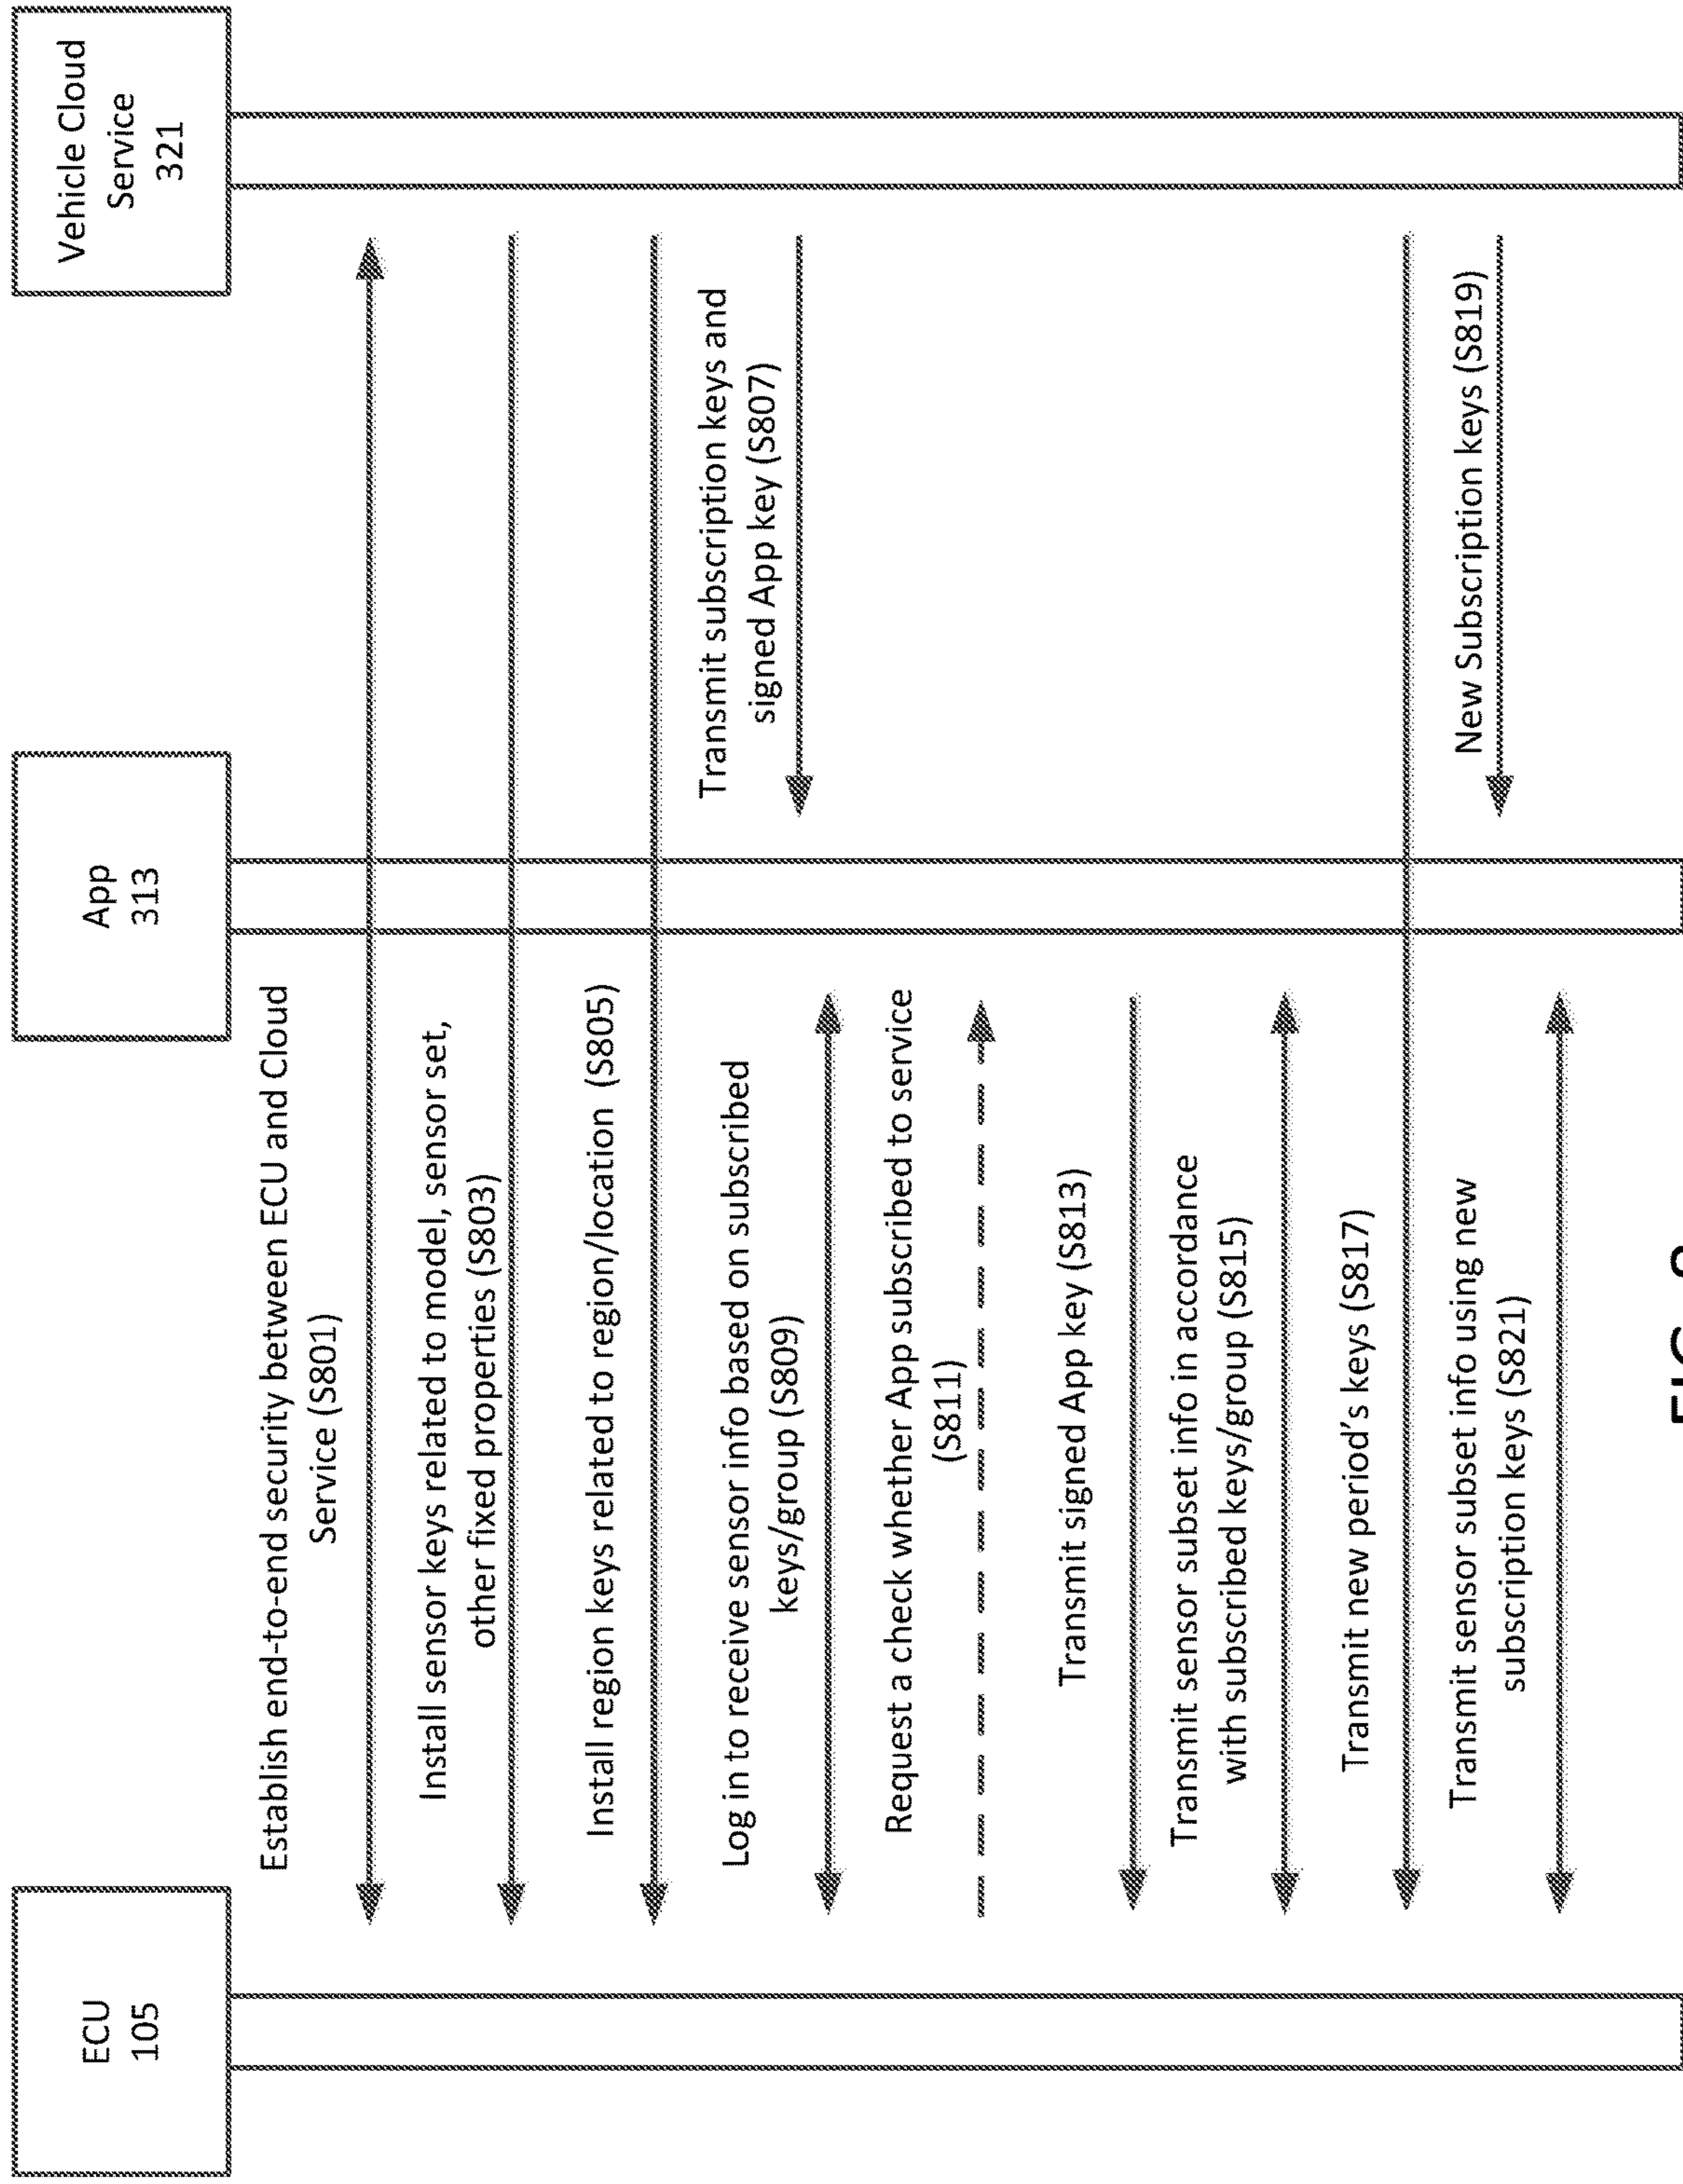 ECU
105
App
313
Vehicle Cloud
Service
321
Establish end-to-end security between ECU and Cloud
Service (S801)
Install sensor keys related to model, sensor set,
other fixed properties (S803)
Install region keys related to region/location (S805)
Transmit subscription keys and
signed App key (S807)
Log in to receive sensor info based on subscribed
keys/group (S809)
Request a check whether App subscribed to service
(S811)
Transmit signed App key (S813)
Transmit sensor subset info in accordance
with subscribed keys/group (S815)
Transmit new period's keys (S817)
New Subscription keys (S819)
Transmit sensor subset info using new
subscription keys (S821)